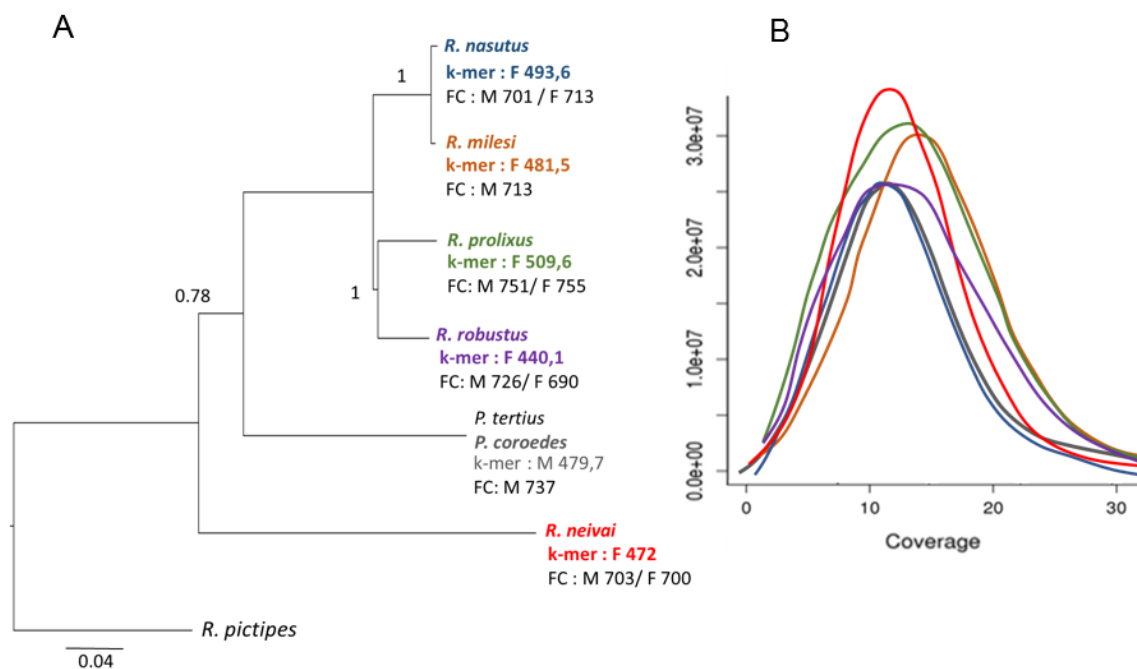 A
R. nasutus
k-mer : F 493,6
FC : M 701 / F 713
1
R. milesi
k-mer : F 481,5
FC : M 713
R. prolixus
k-mer : F 509,6
FC: M 751/ F 755
1
0.78
R. robustus
k-mer : F 440,1
FC: M 726/ F 690
P. tertius
P. coroedes
k-mer : M 479,7
FC: M 737
R. neivai
k-mer : F 472
FC : M 703/ F 700
R. pictipes
0.04
B
3.0e+07
2.0e+07
1.0e+07
0.0e+00
0 10 20 30
Coverage